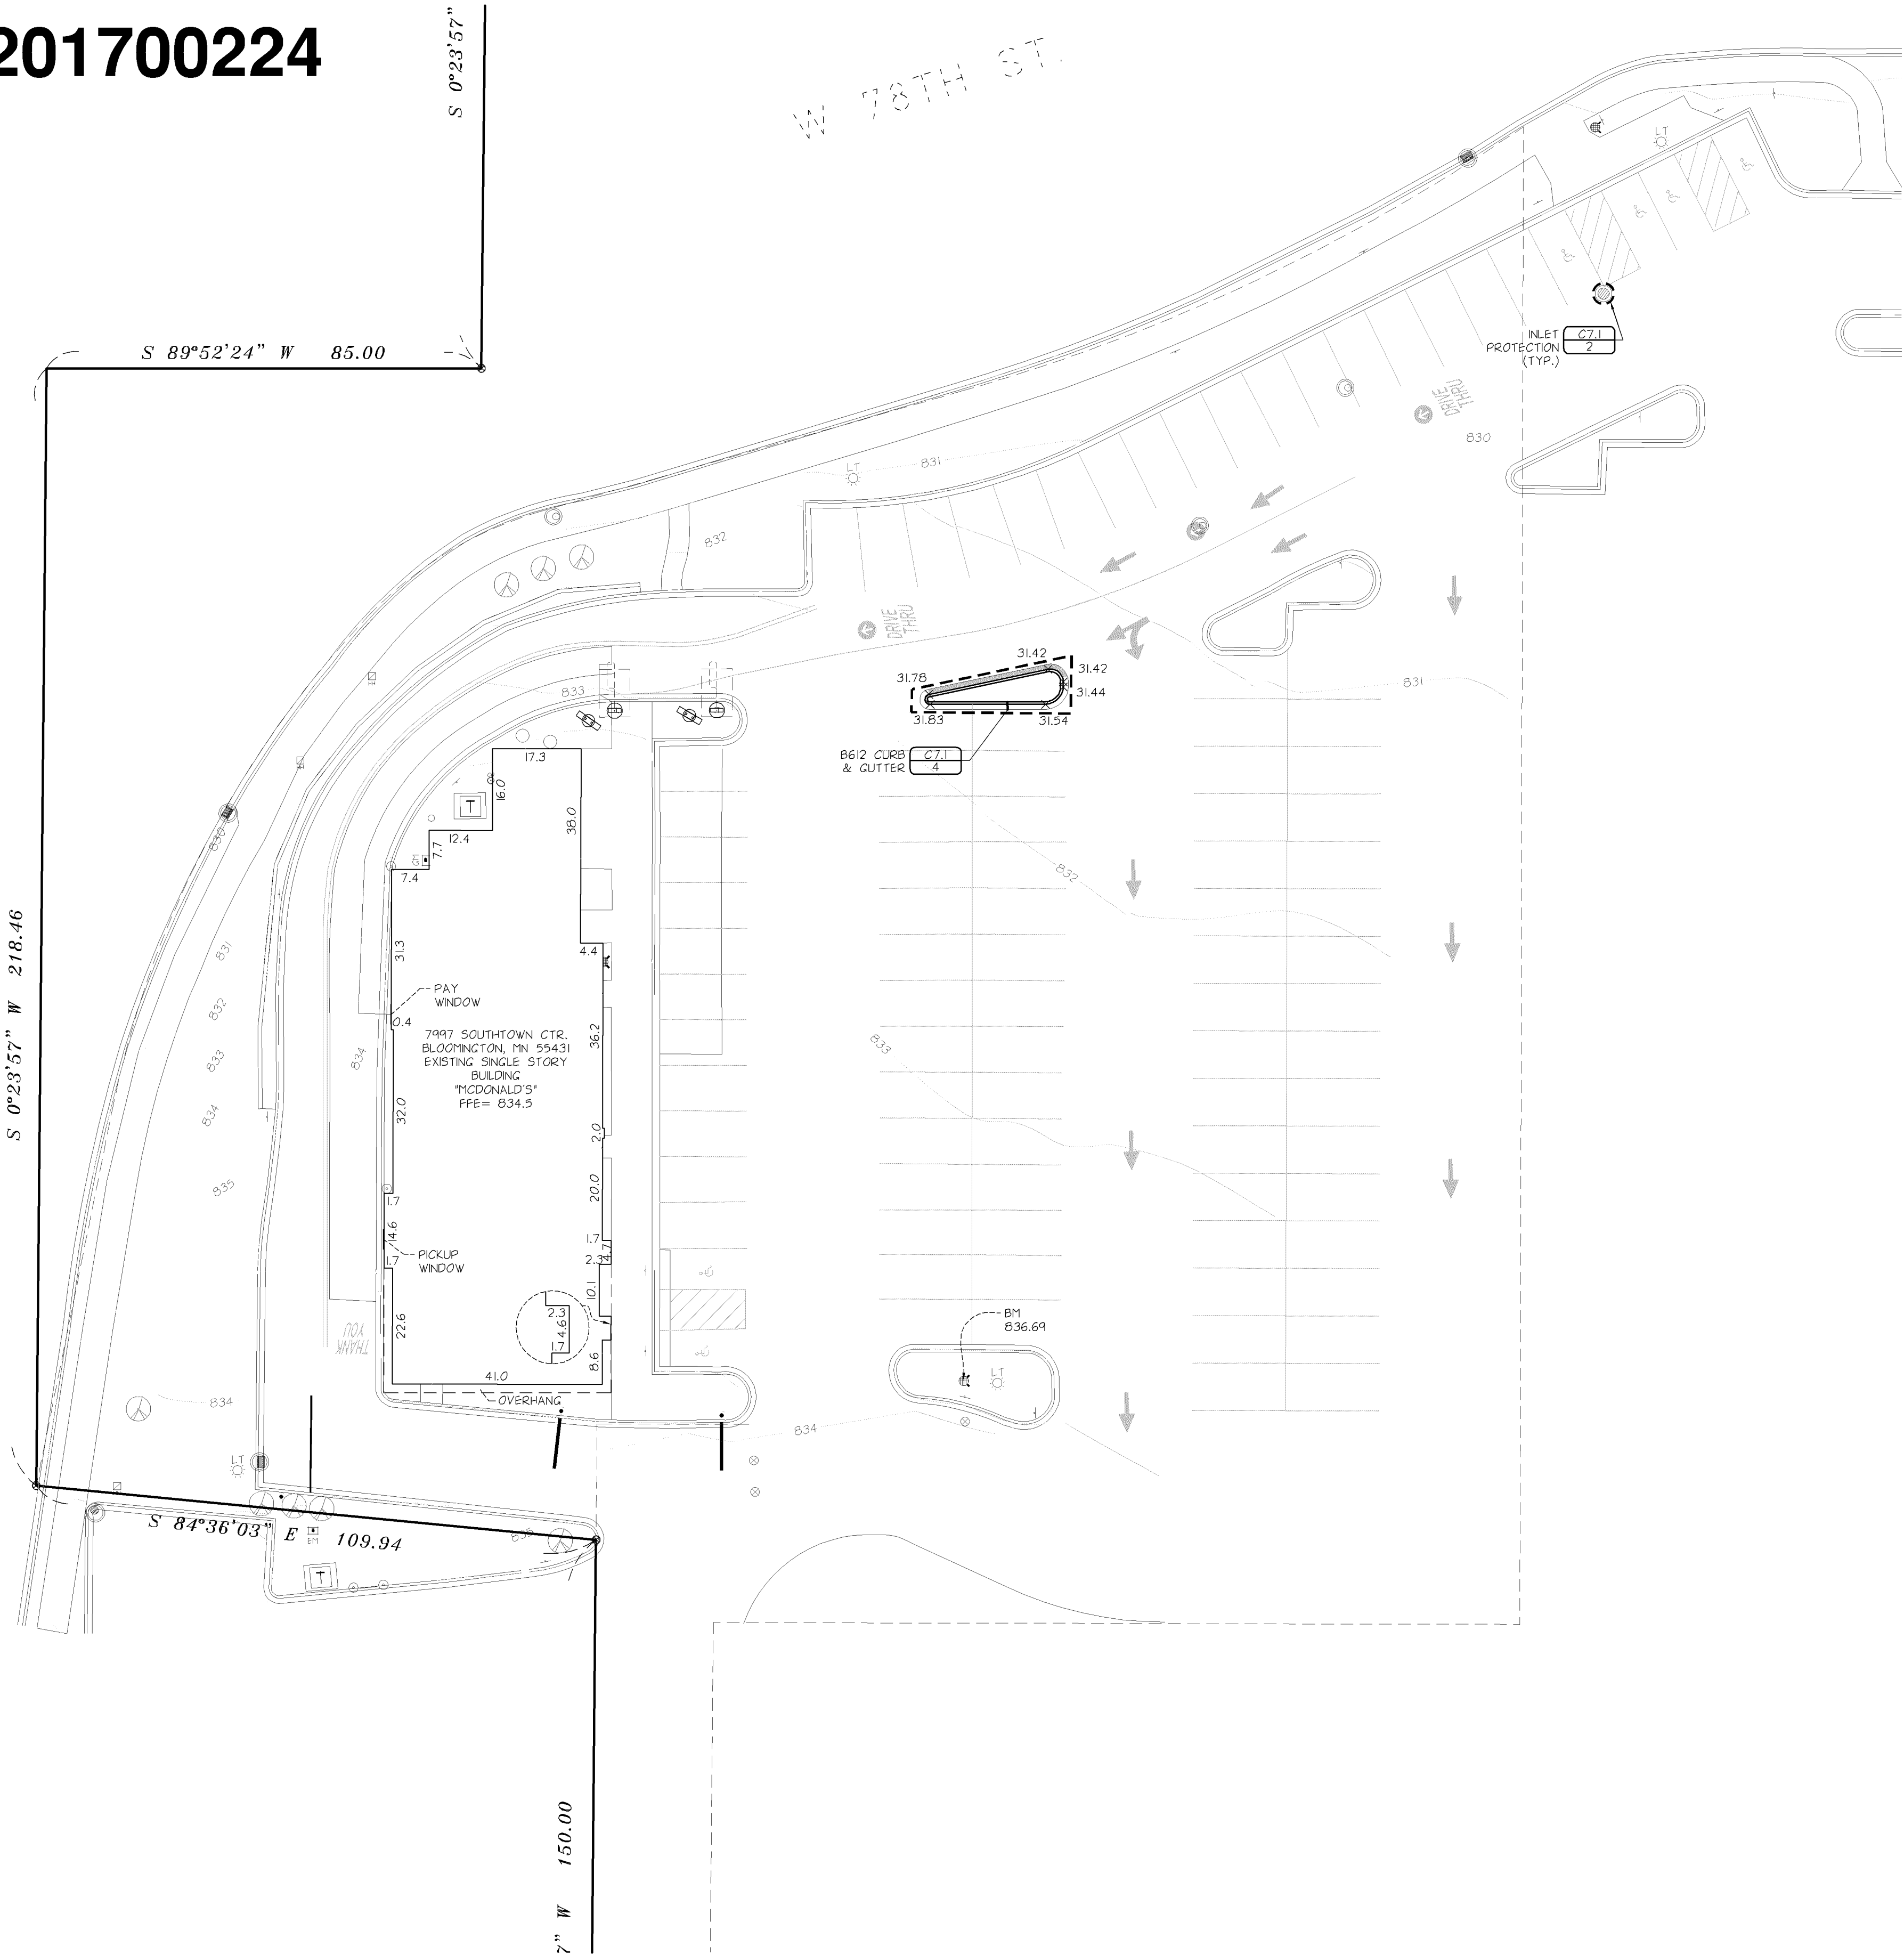 201700224
S 0°23'57"
W 78TH ST.
LT
S 89°52'24" W 85.00
INLET
PROTECTION
(TYP.)
C7.1
2
DRIVE
THRU
830
LT
831
832
DRIVE
THRU
31.42
31.42
31.78
31.44
31.83
31.54
833
831
B612 CURB
& GUTTER
C7.1
4
17.3
16.0
T
38.0
12.4
7.7
GM
7.4
830
832
31.3
4.4
831
S 0°23'57" W 218.46
PAY
WINDOW
0.4
832
7997 SOUTHTOWN CTR.
BLOOMINGTON, MN 55431
EXISTING SINGLE STORY
BUILDING
"MCDONALD'S"
FFE= 834.5
36.2
833
834
833
32.0
834
2.0
835
20.0
1.7
14.6
1.7
4.7
PICKUP
WINDOW
1.7
2.3
10.1
2.3
4.6
1.7
22.6
8.6
THANK
YOU
BM
836.69
LT
41.0
OVERHANG
834
834
LT
S 84°36'03" E 109.94
EM
835
T
7" W 150.00